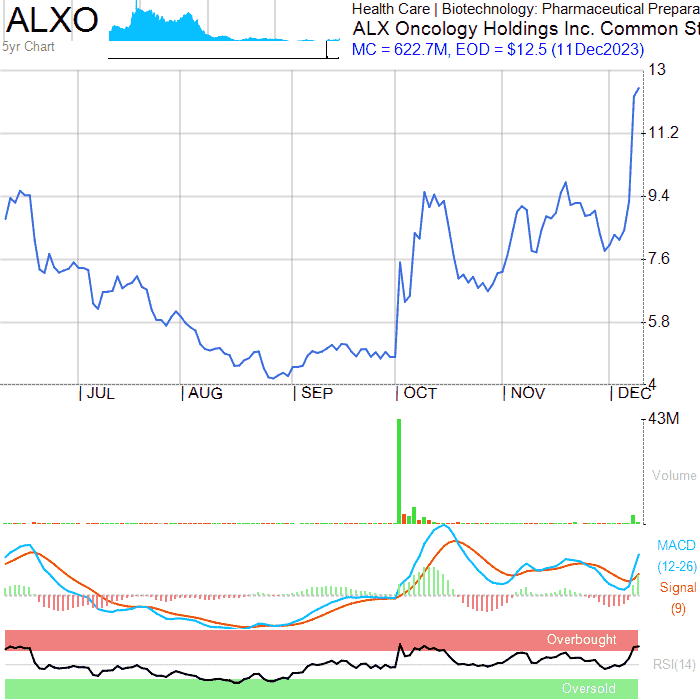 ALXO
5yr Chart
Health Care | Biotechnology: Pharmaceutical Prepara
ALX Oncology Holdings Inc. Common St
MC = 622.7M, EOD = $12.5 (11Dec2023)
13
11.2
9.4
7.6
5.8
4
JUL AUG SEP OCT NOV DEC
43M
Volume
MACD
(12-26)
Signal
(9)
Overbought
RSI(14)
Oversold